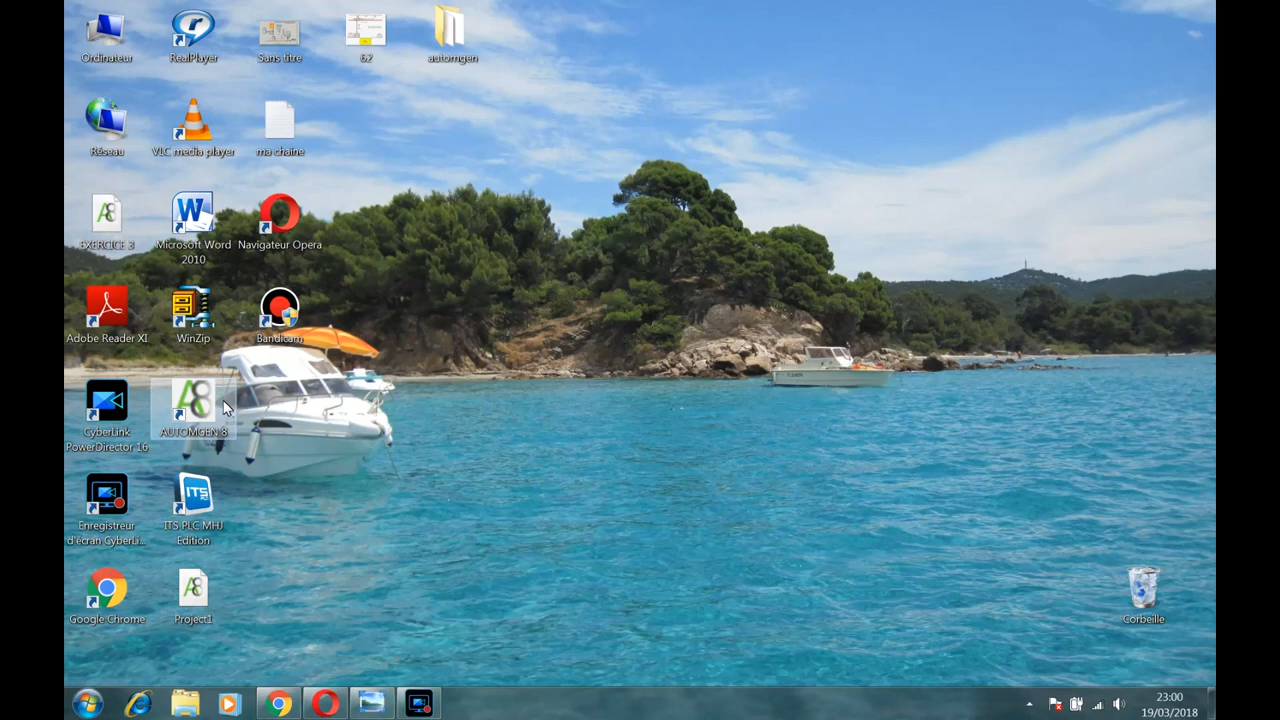 Ordinateur
RealPlayer
Sans titre
62
automgen
Réseau
VLC media player
ma chaine
EXERCICE 3
Microsoft Word
2010
Navigateur Opera
Adobe Reader XI
WinZip
Bandicam
CyberLink
PowerDirector 16
AUTOMGEN 8
Enregistreur
d'écran CyberLi...
ITS PLC MHJ
Edition
Google Chrome
Project1
Corbeille
23:00
19/03/2018